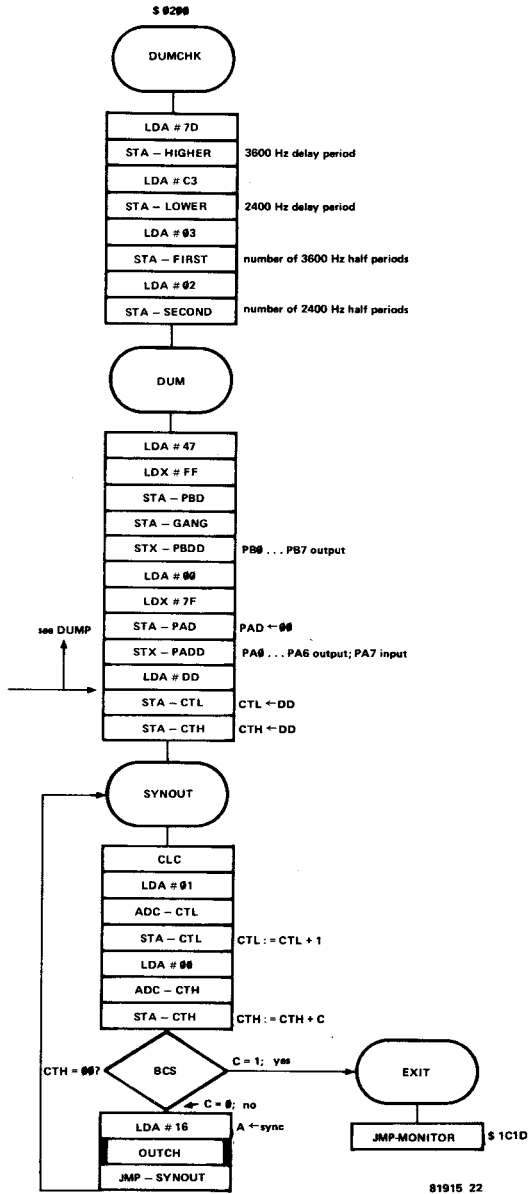 $ 0200
DUMCHK
LDA # 7D
STA – HIGHER 3600 Hz delay period
LDA # C3
STA – LOWER 2400 Hz delay period
LDA # 03
STA – FIRST number of 3600 Hz half periods
LDA # 02
STA – SECOND number of 2400 Hz half periods
DUM
LDA # 47
LDX # FF
STA – PBD
STA – GANG
STX – PBDD PB0 . . . PB7 output
LDA # 00
LDX # 7F
see DUMP
STA – PAD PAD ← 00
STX – PADD PA0 . . . PA6 output; PA7 input
LDA # DD
STA – CTL CTL ← DD
STA – CTH CTH ← DD
SYNOUT
CLC
LDA # 01
ADC – CTL
STA – CTL CTL : = CTL + 1
LDA # 00
ADC – CTH
STA – CTH CTH : = CTH + C
CTH = 00? BCS C = 1; yes EXIT
C = 0; no
LDA # 16 A ← sync
JMP-MONITOR $ 1C1D
OUTCH
JMP – SYNOUT
81915 22